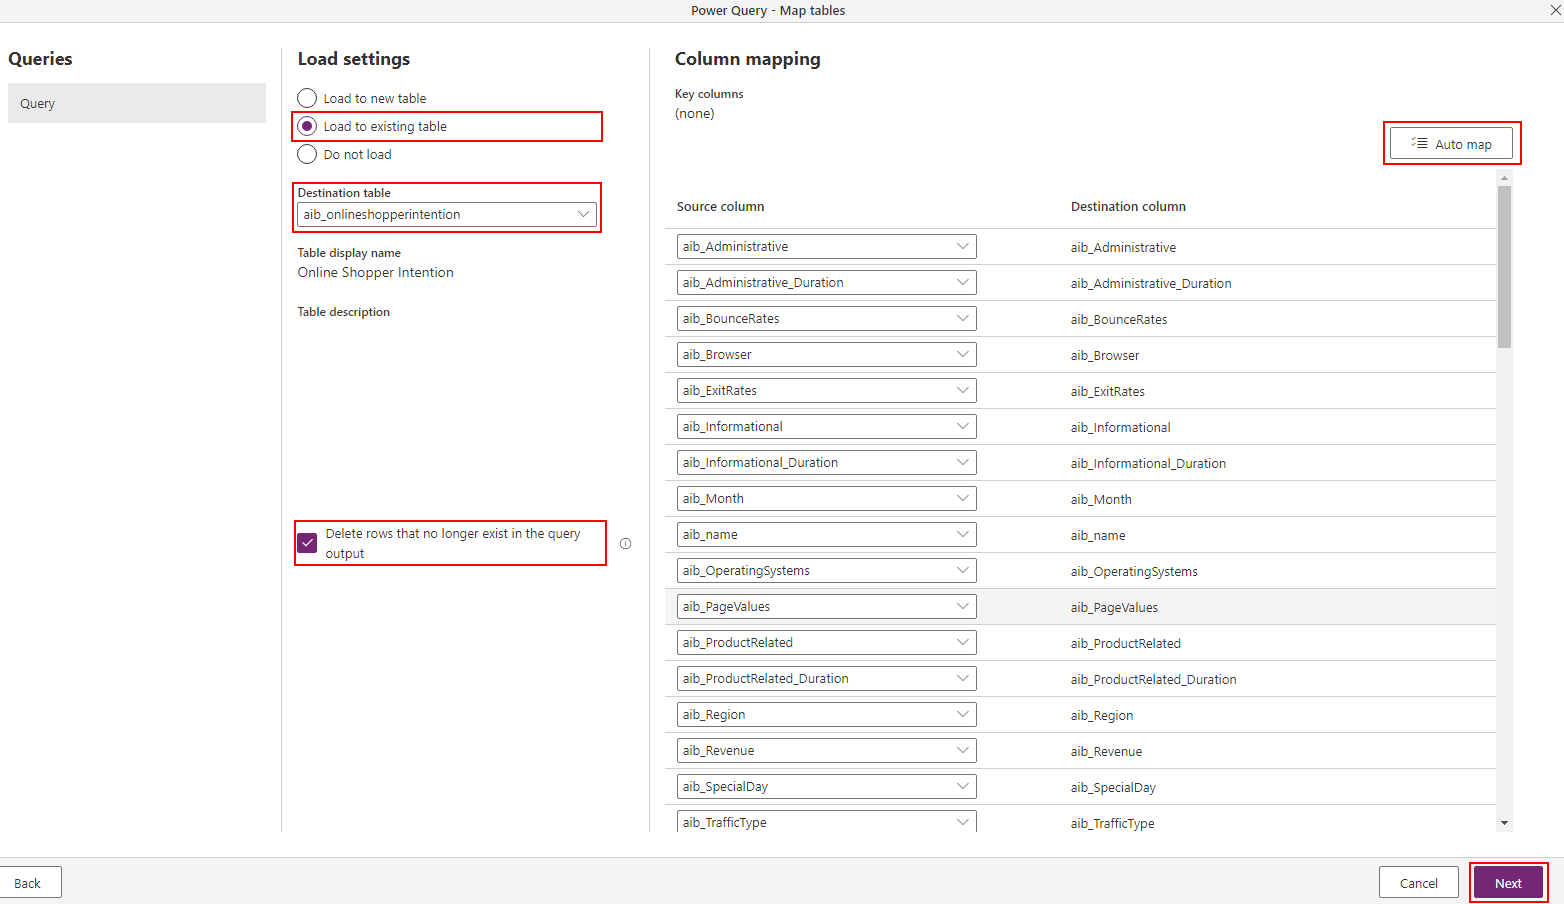 Power Query - Map tables
Queries
Query
Load settings
Load to new table
Load to existing table
Do not load
Destination table
aib_onlineshopperintention
Table display name
Online Shopper Intention
Table description
Delete rows that no longer exist in the query
output
Column mapping
Key columns
(none)
Auto map
Source column Destination column
aib_Administrative aib_Administrative
aib_Administrative_Duration aib_Administrative_Duration
aib_BounceRates aib_BounceRates
aib_Browser aib_Browser
aib_ExitRates aib_ExitRates
aib_Informational aib_Informational
aib_Informational_Duration aib_Informational_Duration
aib_Month aib_Month
aib_name aib_name
aib_OperatingSystems aib_OperatingSystems
aib_PageValues aib_PageValues
aib_ProductRelated aib_ProductRelated
aib_ProductRelated_Duration aib_ProductRelated_Duration
aib_Region aib_Region
aib_Revenue aib_Revenue
aib_SpecialDay aib_SpecialDay
aib_TrafficType aib_TrafficType
Back
Cancel
Next